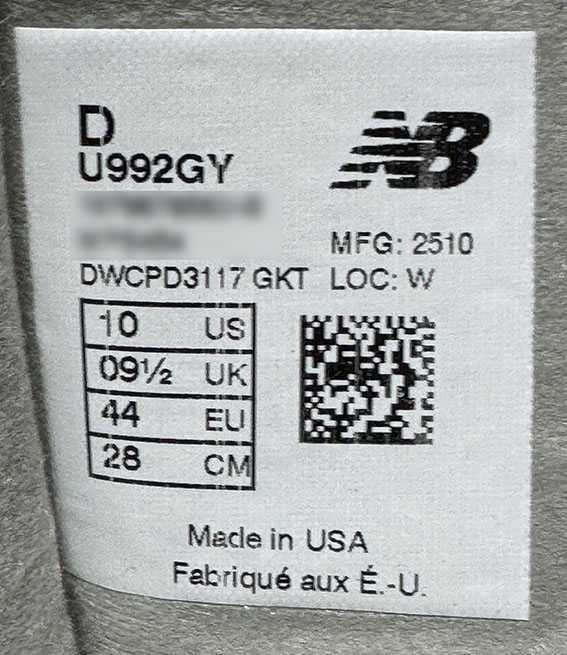 D
U992GY
NB
MFG: 2510
DWCPD3117 GKT LOC: W
10 US
09½ UK
44 EU
28 CM
Made in USA
Fabriqué aux É.-U.